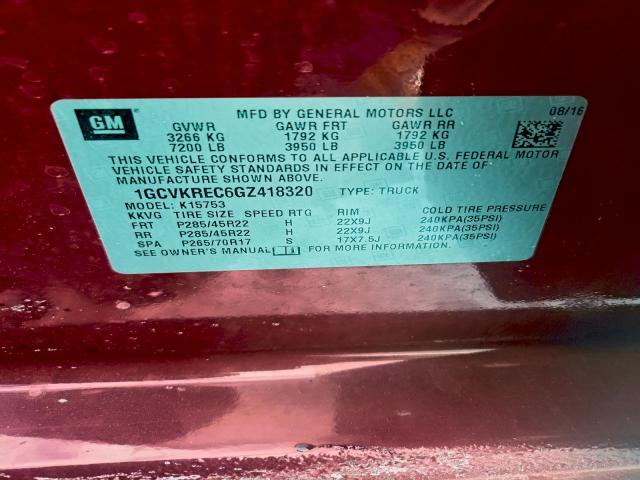 GM
MFD BY GENERAL MOTORS LLC 08/16
GVWR GAWR FRT GAWR RR
3266 KG 1792 KG 1792 KG
7200 LB 3950 LB 3950 LB
THIS VEHICLE CONFORMS TO ALL APPLICABLE U.S. FEDERAL MOTOR
VEHICLE SAFETY STANDARDS IN EFFECT ON THE DATE OF
MANUFACTURE SHOWN ABOVE.
1GCVKREC6GZ418320 TYPE: TRUCK
MODEL: K15753
KKVG TIRE SIZE SPEED RTG RIM COLD TIRE PRESSURE
FRT P285/45R22 H 22X9J 240KPA(35PSI)
RR P285/45R22 H 22X9J 240KPA(35PSI)
SPA P265/70R17 S 17X7.5J 240KPA(35PSI)
SEE OWNER'S MANUAL FOR MORE INFORMATION.